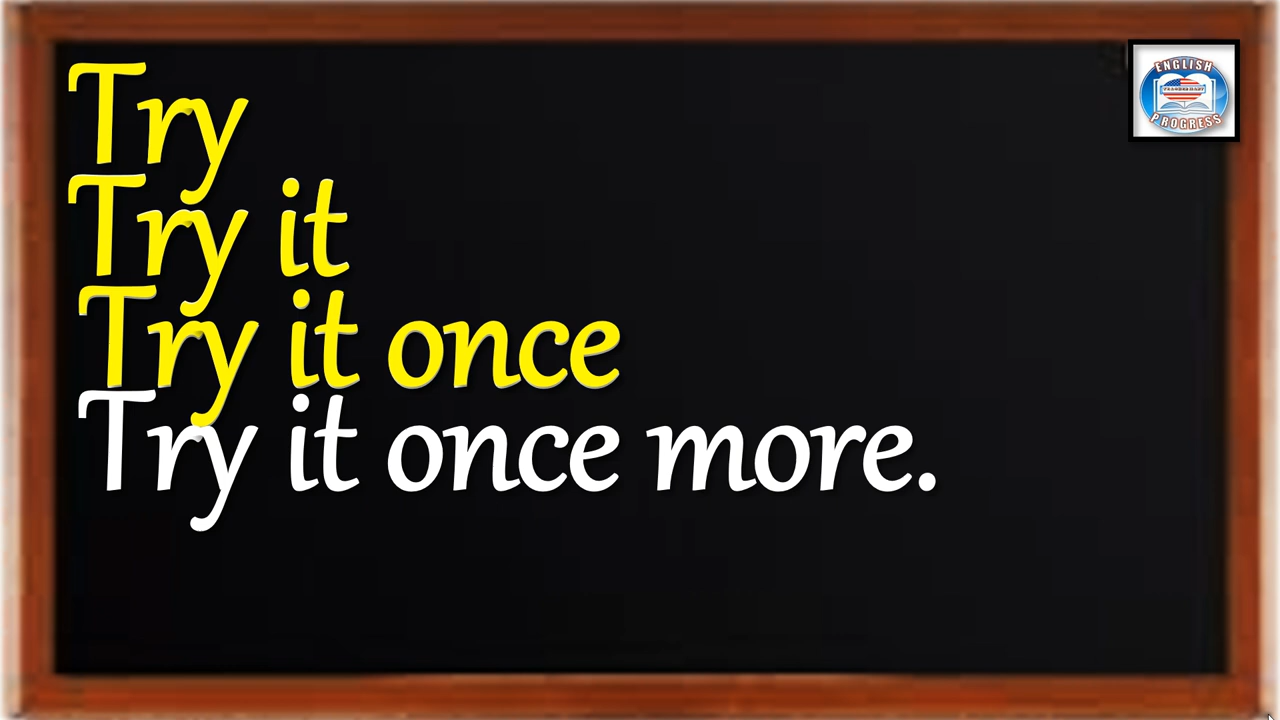 Try
Try it
Try it once
Try it once more.
ENGLISH
PROGRESS